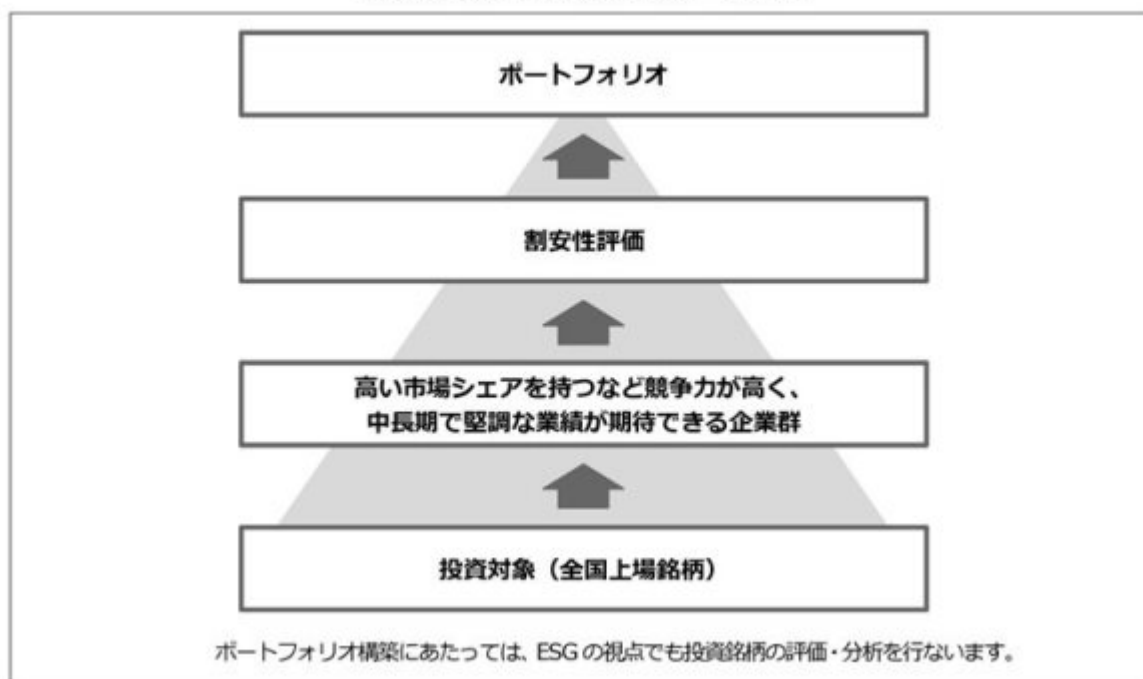 ポートフォリオ
割安性評価
高い市場シェアを持つなど競争力が高く、
中長期で堅調な業績が期待できる企業群
投資対象（全国上場銘柄）
ポートフォリオ構築にあたっては、ESG の視点でも投資銘柄の評価・分析を行ないます。